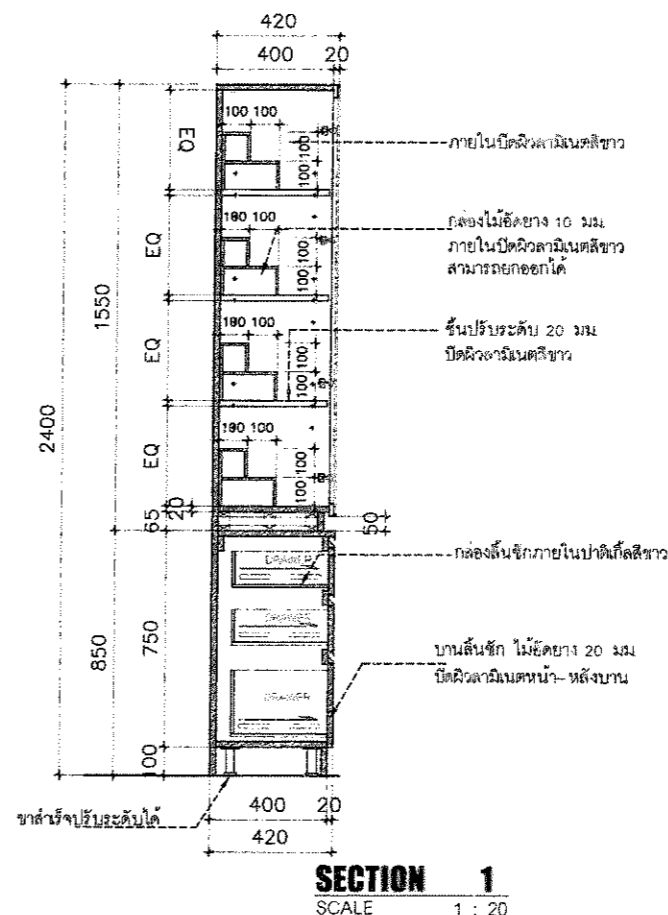 420
400 20
EQ
100 100
100 100
ภายในปิดผิวลามิเนตสีขาว
180 100
กล่องไม้อัดยาง 10 มม.
ภายในปิดผิวลามิเนตสีขาว
สามารถยกออกได้
EQ
100 100
1550
180 100
ชั้นปรับระดับ 20 มม.
ปิดผิวลามิเนตสีขาว
EQ
100 100
2400
190 100
EQ
100 100
20
65
50
DRAWER
กล่องลิ้นชักภายในปาติเกิ้ลสีขาว
DRAWER
750
850
บานลิ้นชัก ไม้อัดยาง 20 มม.
ปิดผิวลามิเนตหน้า-หลังบาน
DRAWER
100
400 20
ขาสำเร็จปรับระดับได้
420
SECTION 1
SCALE 1 : 20